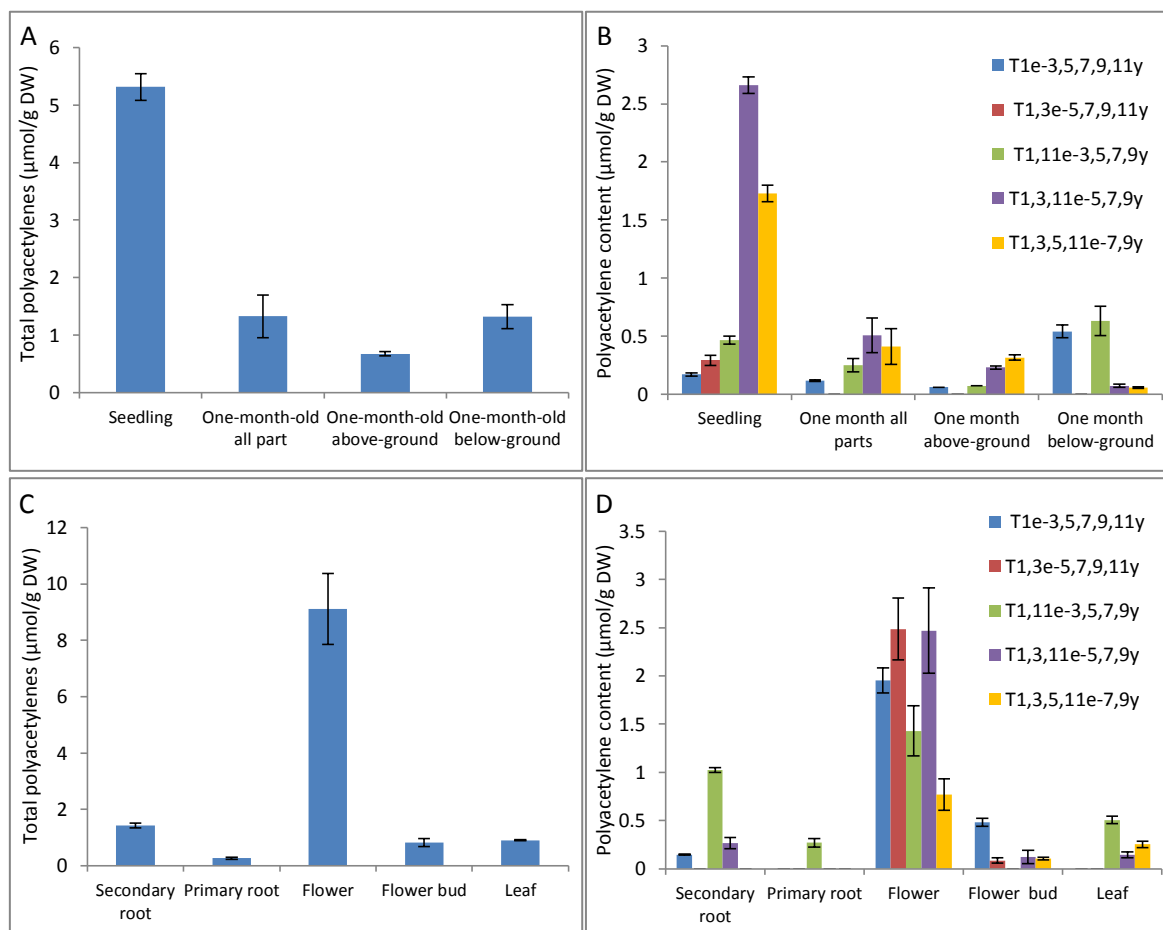 A
Total polyacetylenes (µmol/g DW)
6
5
4
3
2
1
0
Seedling
One-month-old
all part
One-month-old
above-ground
One-month-old
below-ground
B
Polyacetylene content (µmol/g DW)
3
2.5
2
1.5
1
0.5
0
T1e-3,5,7,9,11y
T1,3e-5,7,9,11y
T1,11e-3,5,7,9y
T1,3,11e-5,7,9y
T1,3,5,11e-7,9y
Seedling
One month all
parts
One month
above-ground
One month
below-ground
C
Total polyacetylenes (µmol/g DW)
12
10
8
6
4
2
0
Secondary
root
Primary root
Flower
Flower bud
Leaf
D
Polyacetylene content (µmol/g DW)
3.5
3
2.5
2
1.5
1
0.5
0
T1e-3,5,7,9,11y
T1,3e-5,7,9,11y
T1,11e-3,5,7,9y
T1,3,11e-5,7,9y
T1,3,5,11e-7,9y
Secondary
root
Primary root
Flower
Flower bud
Leaf